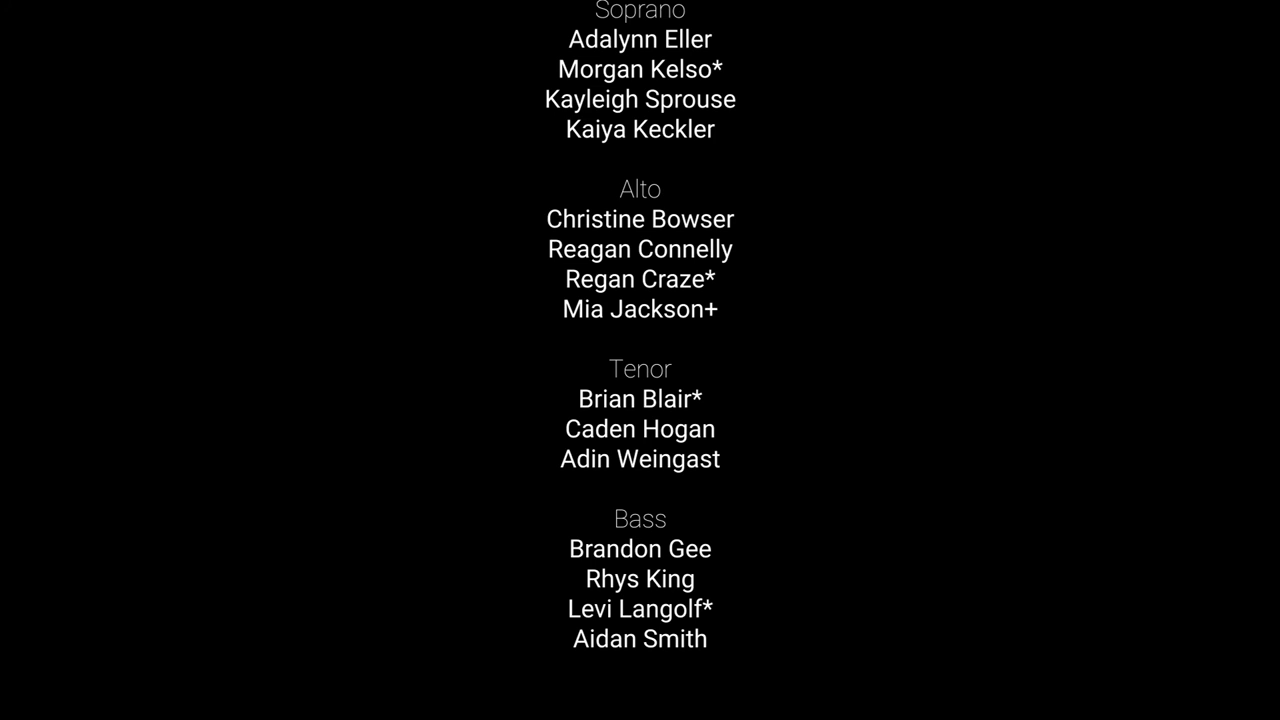 Soprano
Adalynn Eller
Morgan Kelso*
Kayleigh Sprouse
Kaiya Keckler
Alto
Christine Bowser
Reagan Connelly
Regan Craze*
Mia Jackson+
Tenor
Brian Blair*
Caden Hogan
Adin Weingast
Bass
Brandon Gee
Rhys King
Levi Langolf*
Aidan Smith